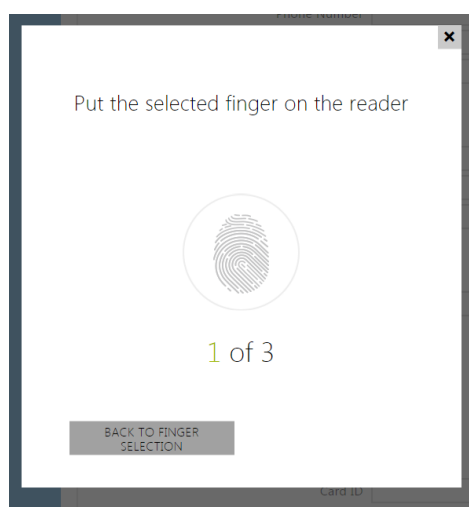 Phone Number
Put the selected finger on the reader
1 of 3
BACK TO FINGER
SELECTION
Card ID